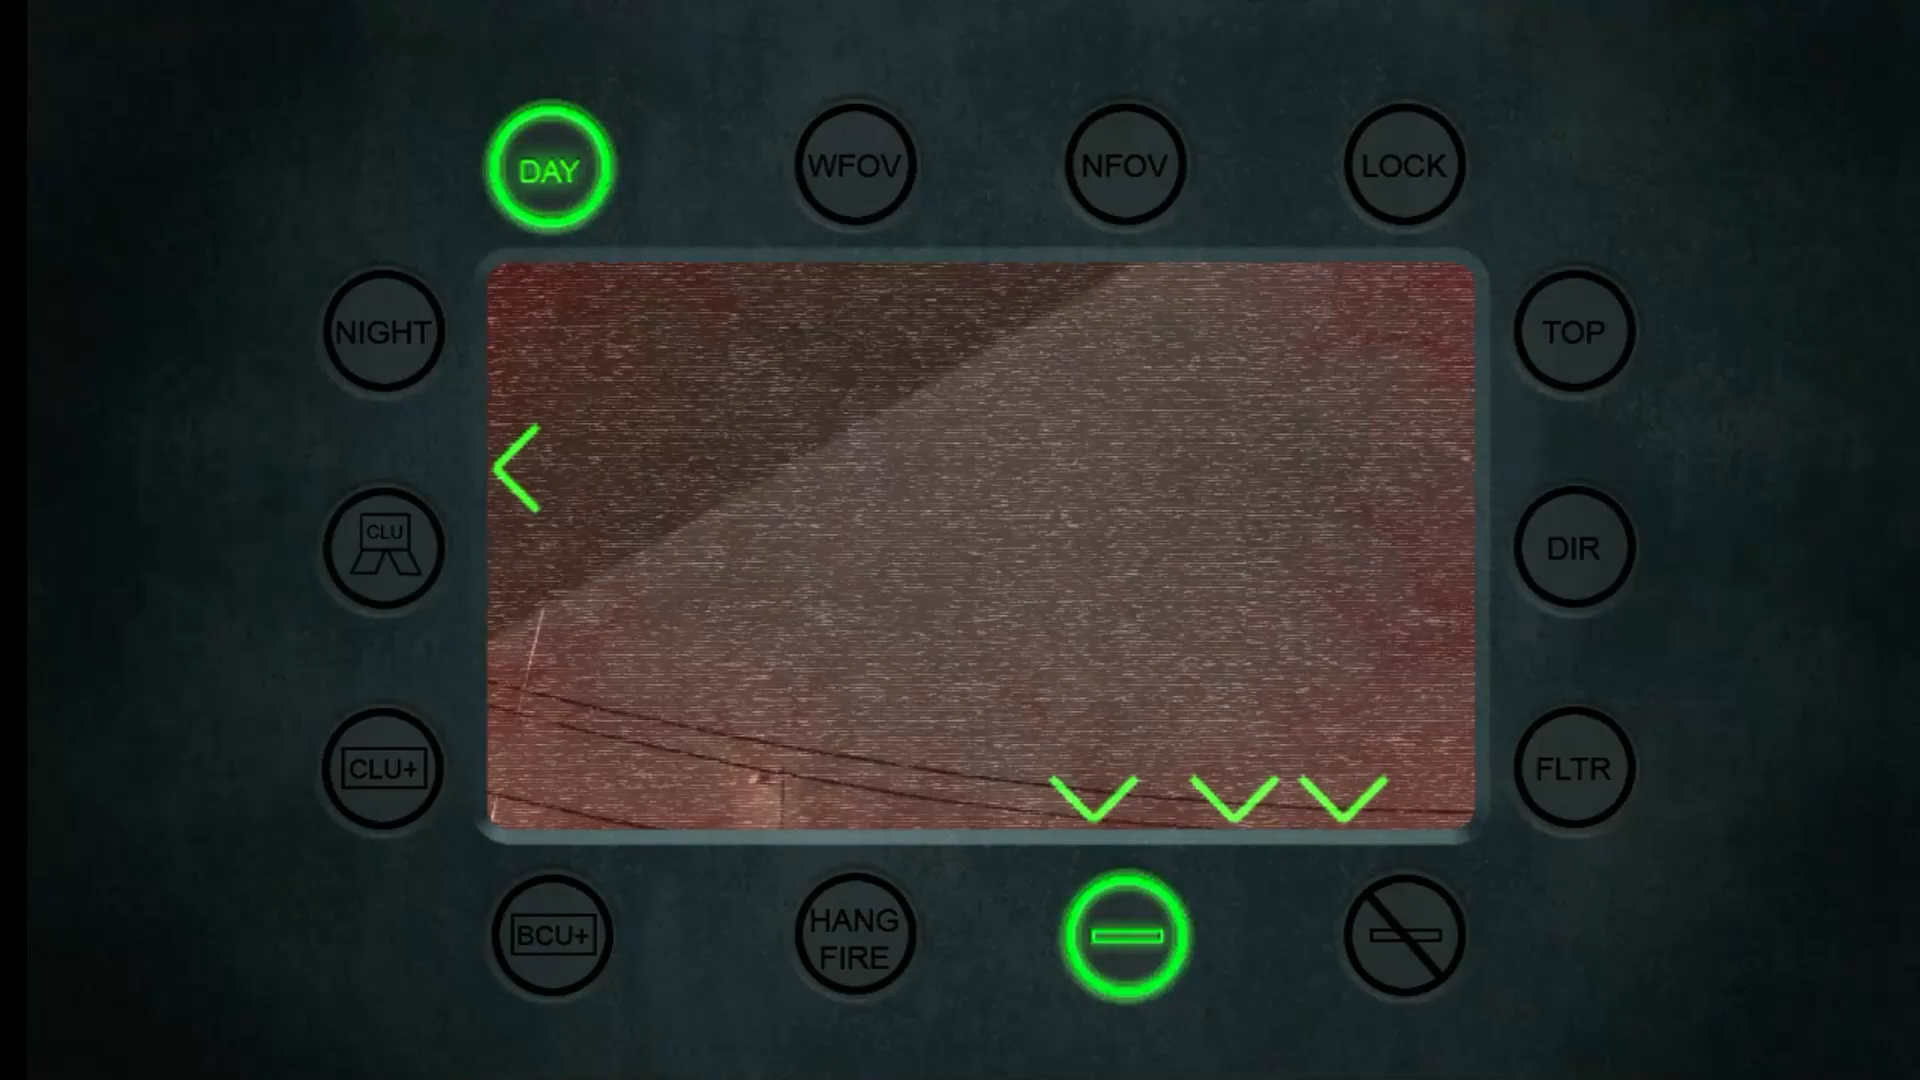 DAY
WFOV
NFOV
LOCK
NIGHT
TOP
CLU
DIR
CLU+
FLTR
BCU+
HANG
FIRE